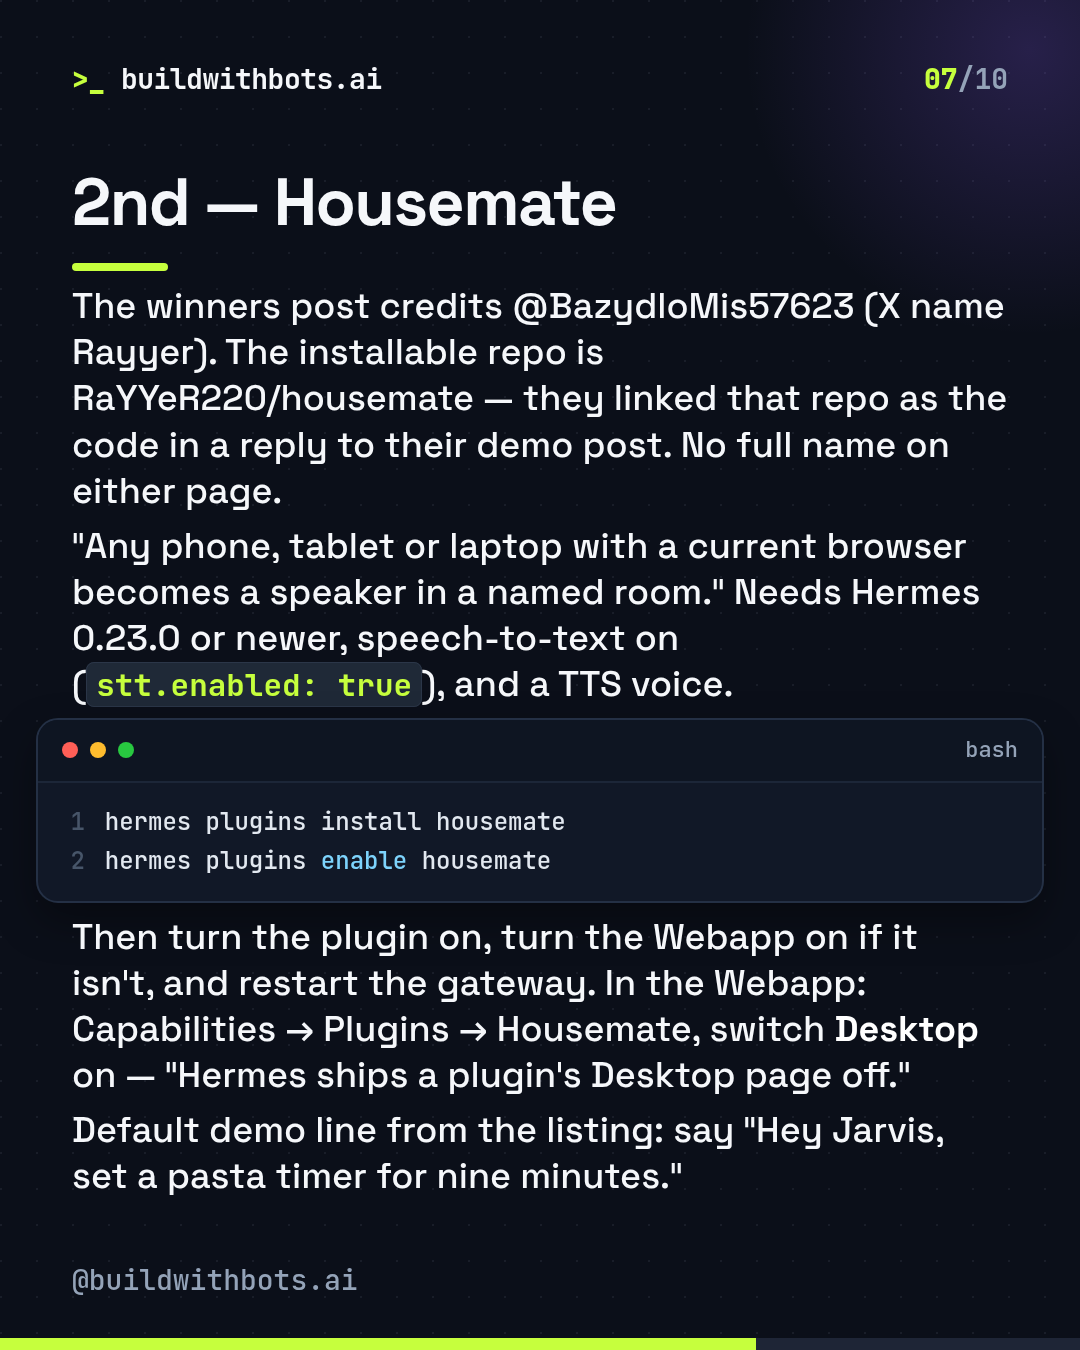 >_ buildwithbots.ai
07/10
2nd — Housemate
The winners post credits @BazydloMis57623 (X name
Rayyer). The installable repo is
RaYYeR220/housemate — they linked that repo as the
code in a reply to their demo post. No full name on
either page.
"Any phone, tablet or laptop with a current browser
becomes a speaker in a named room." Needs Hermes
0.23.0 or newer, speech-to-text on
(stt.enabled: true), and a TTS voice.
bash
1 hermes plugins install housemate
2 hermes plugins enable housemate
Then turn the plugin on, turn the Webapp on if it
isn't, and restart the gateway. In the Webapp:
Capabilities → Plugins → Housemate, switch Desktop
on — "Hermes ships a plugin's Desktop page off."
Default demo line from the listing: say "Hey Jarvis,
set a pasta timer for nine minutes."
@buildwithbots.ai